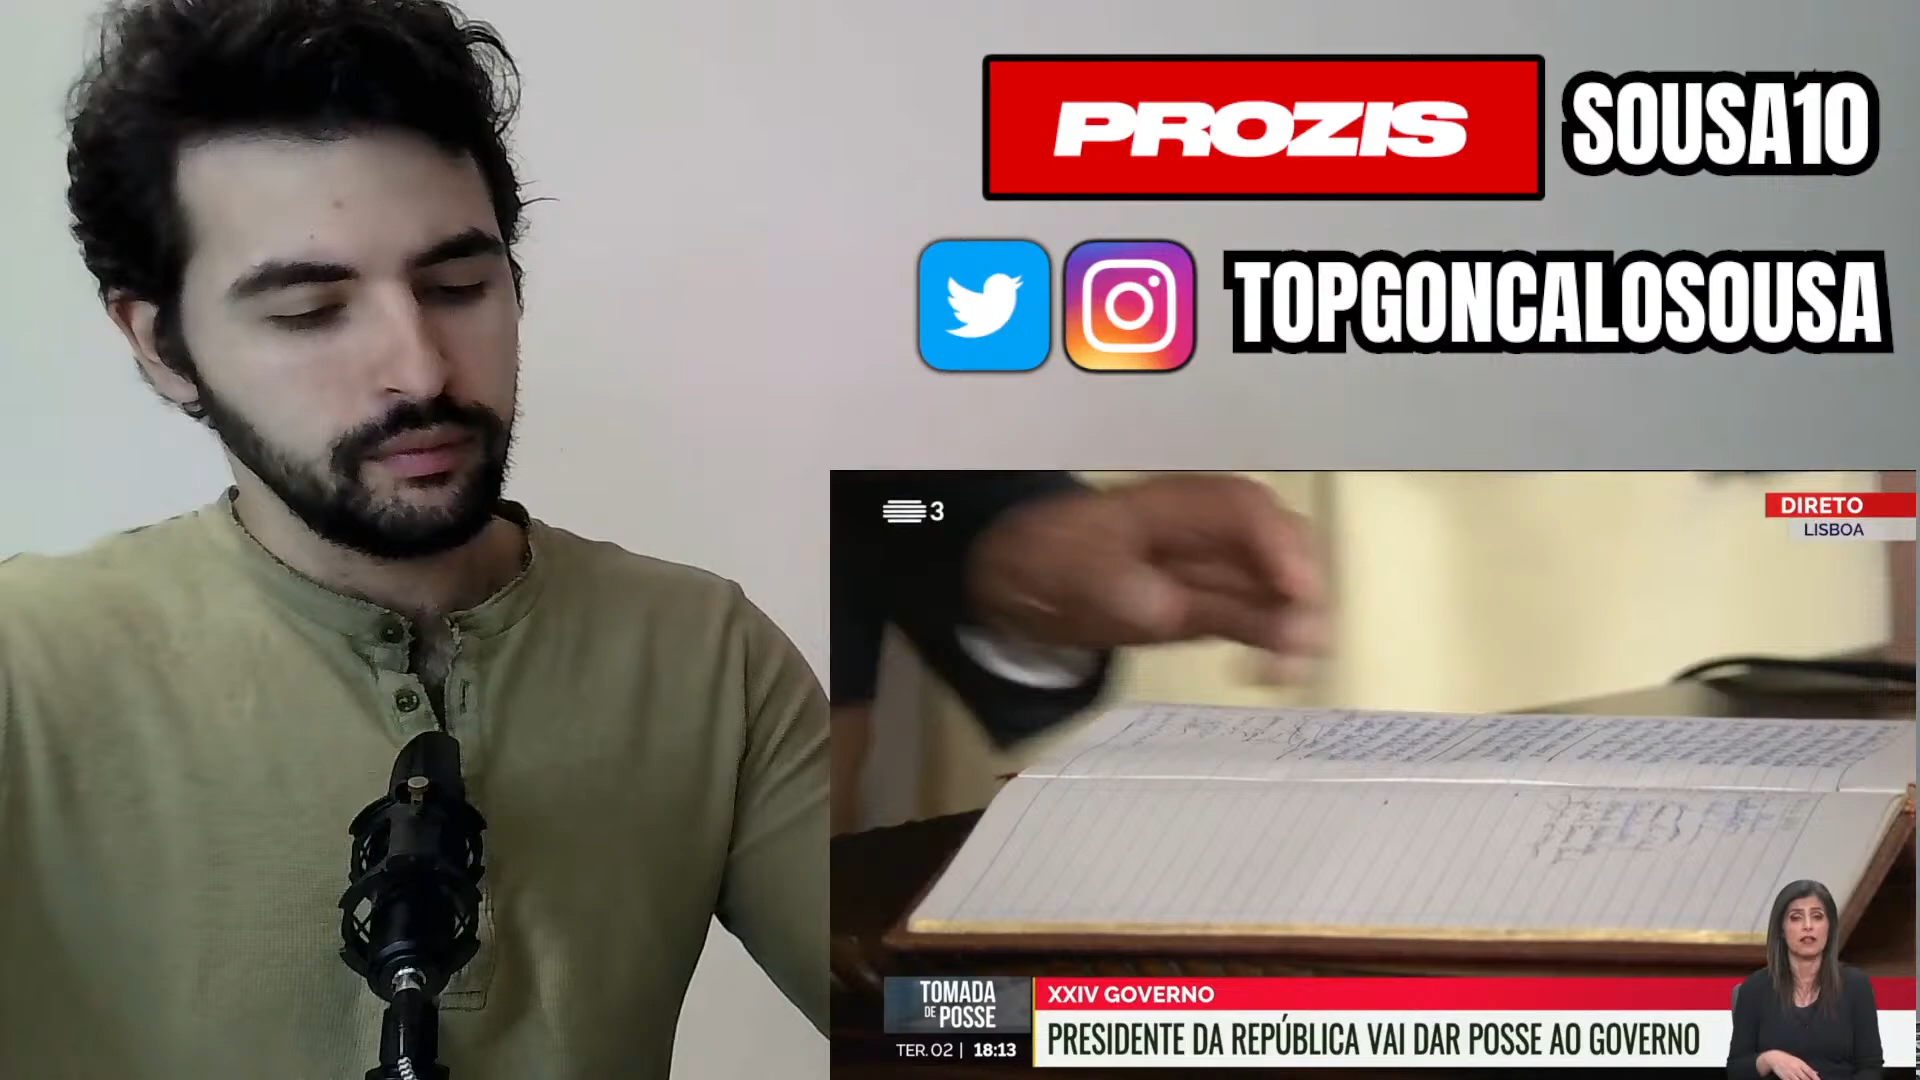 PROZIS
SOUSA10
TOPGONCALOSOUSA
3
DIRETO
LISBOA
TOMADA
DE POSSE
TER. 02 | 18:13
XXIV GOVERNO
PRESIDENTE DA REPÚBLICA VAI DAR POSSE AO GOVERNO